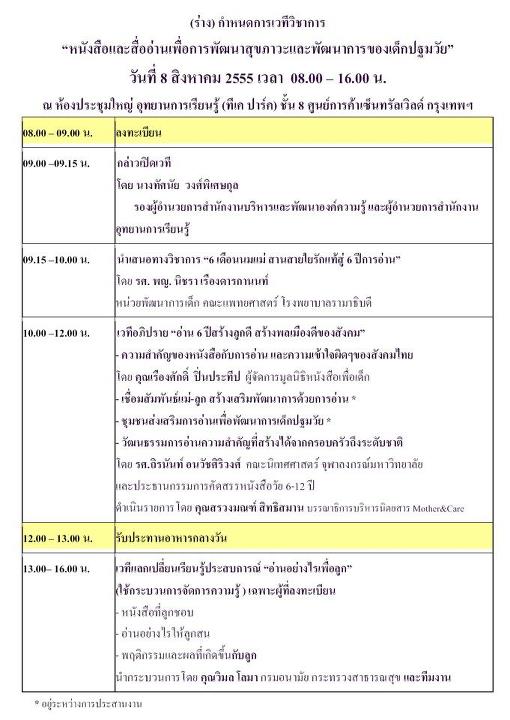 (ร่าง) กำหนดการเวทีวิชาการ
“หนังสือและสื่ออ่านเพื่อการพัฒนาสุขภาวะและพัฒนาการของเด็กปฐมวัย”
วันที่ 8 สิงหาคม 2555 เวลา 08.00 – 16.00 น.
ณ ห้องประชุมใหญ่ อุทยานการเรียนรู้ (ทีเค ปาร์ค) ชั้น 8 ศูนย์การค้าเซ็นทรัลเวิลด์ กรุงเทพฯ
08.00 – 09.00 น. ลงทะเบียน
09.00 –09.15 น. กล่าวเปิดเวที
โดย นางทัศนัย วงศ์พิเศษกุล
รองผู้อำนวยการสำนักงานบริหารและพัฒนาองค์ความรู้ และผู้อำนวยการสำนักงาน
อุทยานการเรียนรู้
09.15 –10.00 น. นำเสนอทางวิชาการ “6 เดือนนมแม่ สานสายใยรักแท้สู่ 6 ปีการอ่าน”
โดย รศ. พญ. นิชรา เรืองดารกานนท์
หน่วยพัฒนาการเด็ก คณะแพทยศาสตร์ โรงพยาบาลรามาธิบดี
10.00 –12.00 น. เวทีอภิปราย “อ่าน 6 ปีสร้างลูกดี สร้างพลเมืองดีของสังคม”
- ความสำคัญของหนังสือกับการอ่าน และความเข้าใจผิดๆของสังคมไทย
โดย คุณเรืองศักดิ์ ปิ่นประทีป ผู้จัดการมูลนิธิหนังสือเพื่อเด็ก
- เชื่อมสัมพันธ์แม่-ลูก สร้างเสริมพัฒนาการด้วยการอ่าน *
- ชุมชนส่งเสริมการอ่านเพื่อพัฒนาการเด็กปฐมวัย *
- วัฒนธรรมการอ่านความสำคัญที่สร้างได้จากครอบครัวถึงระดับชาติ
โดย รศ.ถิรนันท์ อนวัชศิริวงศ์ คณะนิเทศศาสตร์ จุฬาลงกรณ์มหาวิทยาลัย
และประธานกรรมการคัดสรรหนังสือวัย 6-12 ปี
ดำเนินรายการ โดย คุณสรวงมณฑ์ สิทธิสมาน บรรณาธิการบริหารนิตยสาร Mother&Care
12.00 – 13.00 น. รับประทานอาหารกลางวัน
13.00– 16.00 น. เวทีแลกเปลี่ยนเรียนรู้ประสบการณ์ “อ่านอย่างไรเพื่อลูก”
(ใช้กระบวนการจัดการความรู้ ) เฉพาะผู้ที่ลงทะเบียน
- หนังสือที่ลูกชอบ
- อ่านอย่างไรให้ลูกสน
- พฤติกรรมและผลที่เกิดขึ้นกับลูก
นำกระบวนการโดย คุณวิมล โลมา กรมอนามัย กระทรวงสาธารณสุข และทีมงาน
* อยู่ระหว่างการประสานงาน